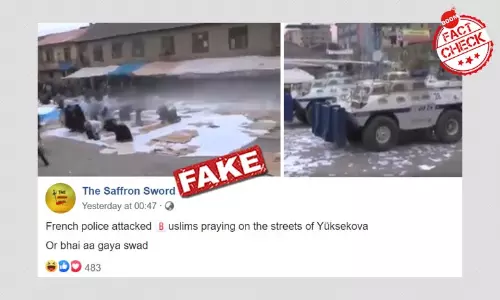 BOOM
FACT
CHECK
FAKE
The Saffron Sword
Yesterday at 00:47 ·
French police attacked B uslims praying on the streets of Yüksekova
Or bhai aa gaya swad
483